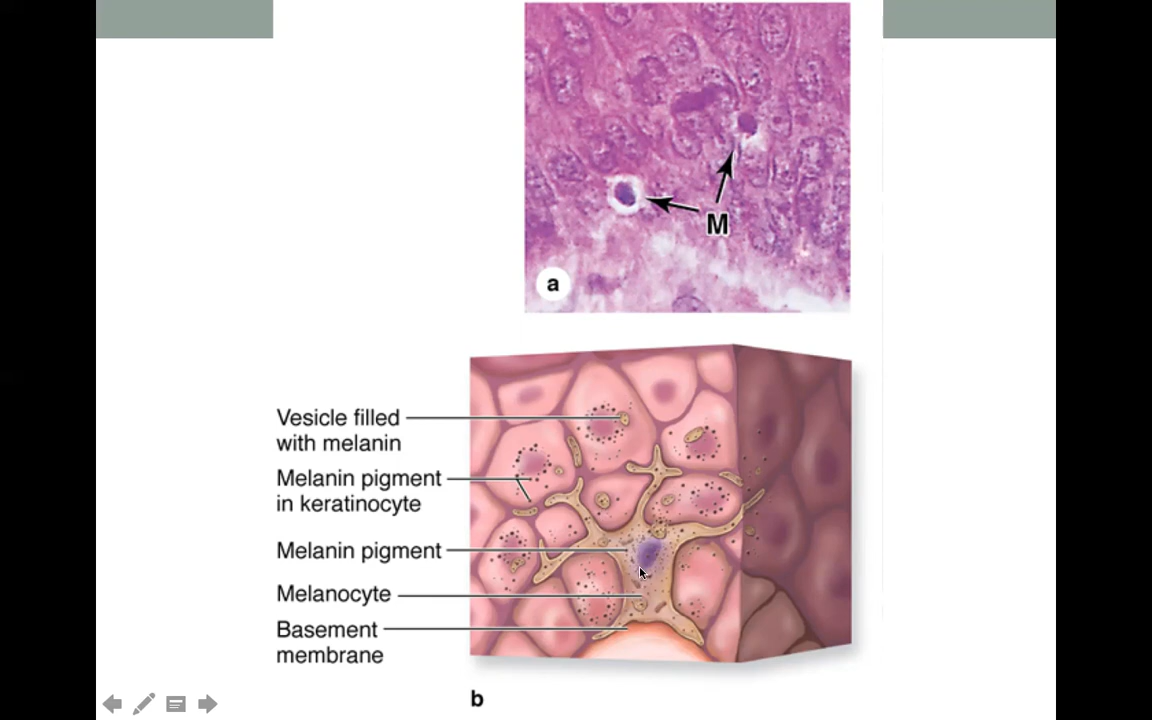 M
a
Vesicle filled
with melanin
Melanin pigment
in keratinocyte
Melanin pigment
Melanocyte
Basement
membrane
b